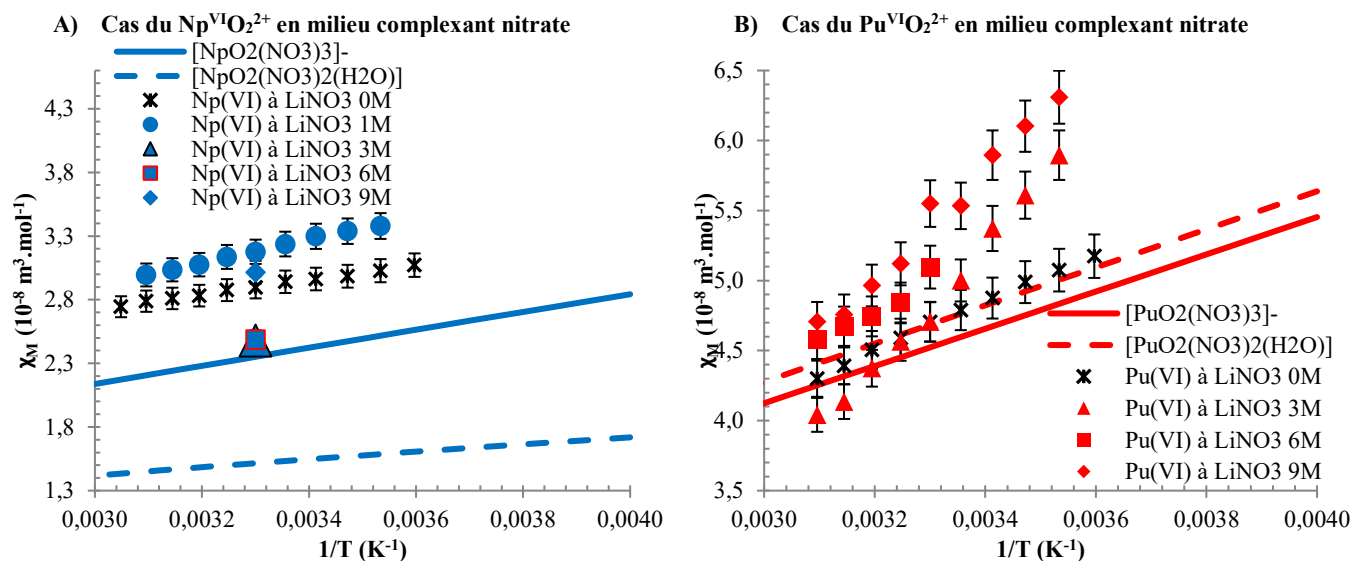 A) Cas du Np^VIO₂²⁺ en milieu complexant nitrate
[NpO2(NO3)3]-
[NpO2(NO3)2(H2O)]
Np(VI) à LiNO3 0M
Np(VI) à LiNO3 1M
Np(VI) à LiNO3 3M
Np(VI) à LiNO3 6M
Np(VI) à LiNO3 9M
χM (10⁻⁸ m³.mol⁻¹)
4,3
3,8
3,3
2,8
2,3
1,8
1,3
0,0030 0,0032 0,0034 0,0036 0,0038 0,0040
1/T (K⁻¹)
B) Cas du Pu^VIO₂²⁺ en milieu complexant nitrate
χM (10⁻⁸ m³.mol⁻¹)
6,5
6,0
5,5
5,0
4,5
4,0
3,5
[PuO2(NO3)3]-
[PuO2(NO3)2(H2O)]
Pu(VI) à LiNO3 0M
Pu(VI) à LiNO3 3M
Pu(VI) à LiNO3 6M
Pu(VI) à LiNO3 9M
0,0030 0,0032 0,0034 0,0036 0,0038 0,0040
1/T (K⁻¹)